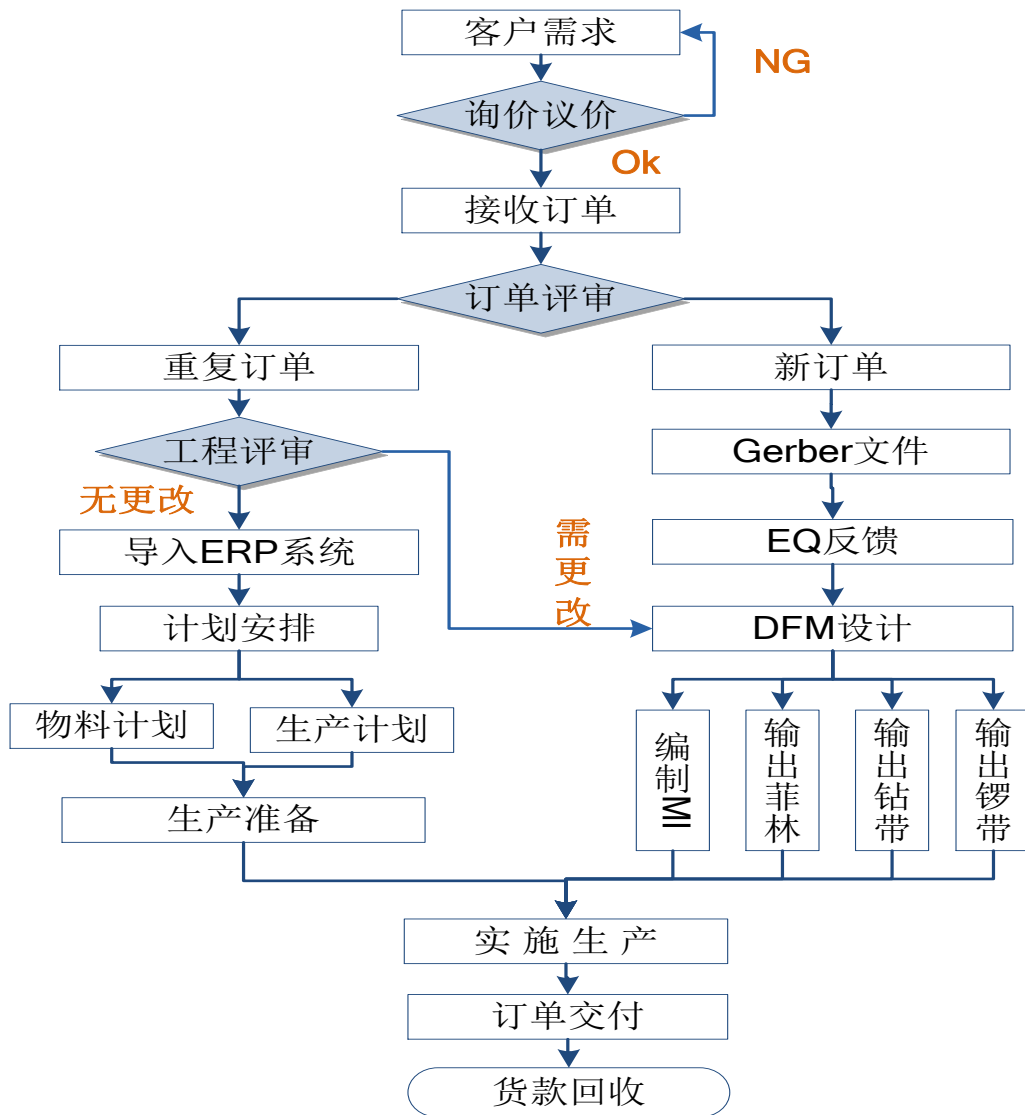 客户需求
NG
询价议价
Ok
接收订单
订单评审
重复订单
新订单
工程评审
Gerber文件
无更改
需更改
导入ERP系统
EQ反馈
计划安排
DFM设计
物料计划
生产计划
编制MI
输出菲林
输出钻带
输出锣带
生产准备
实施生产
订单交付
货款回收